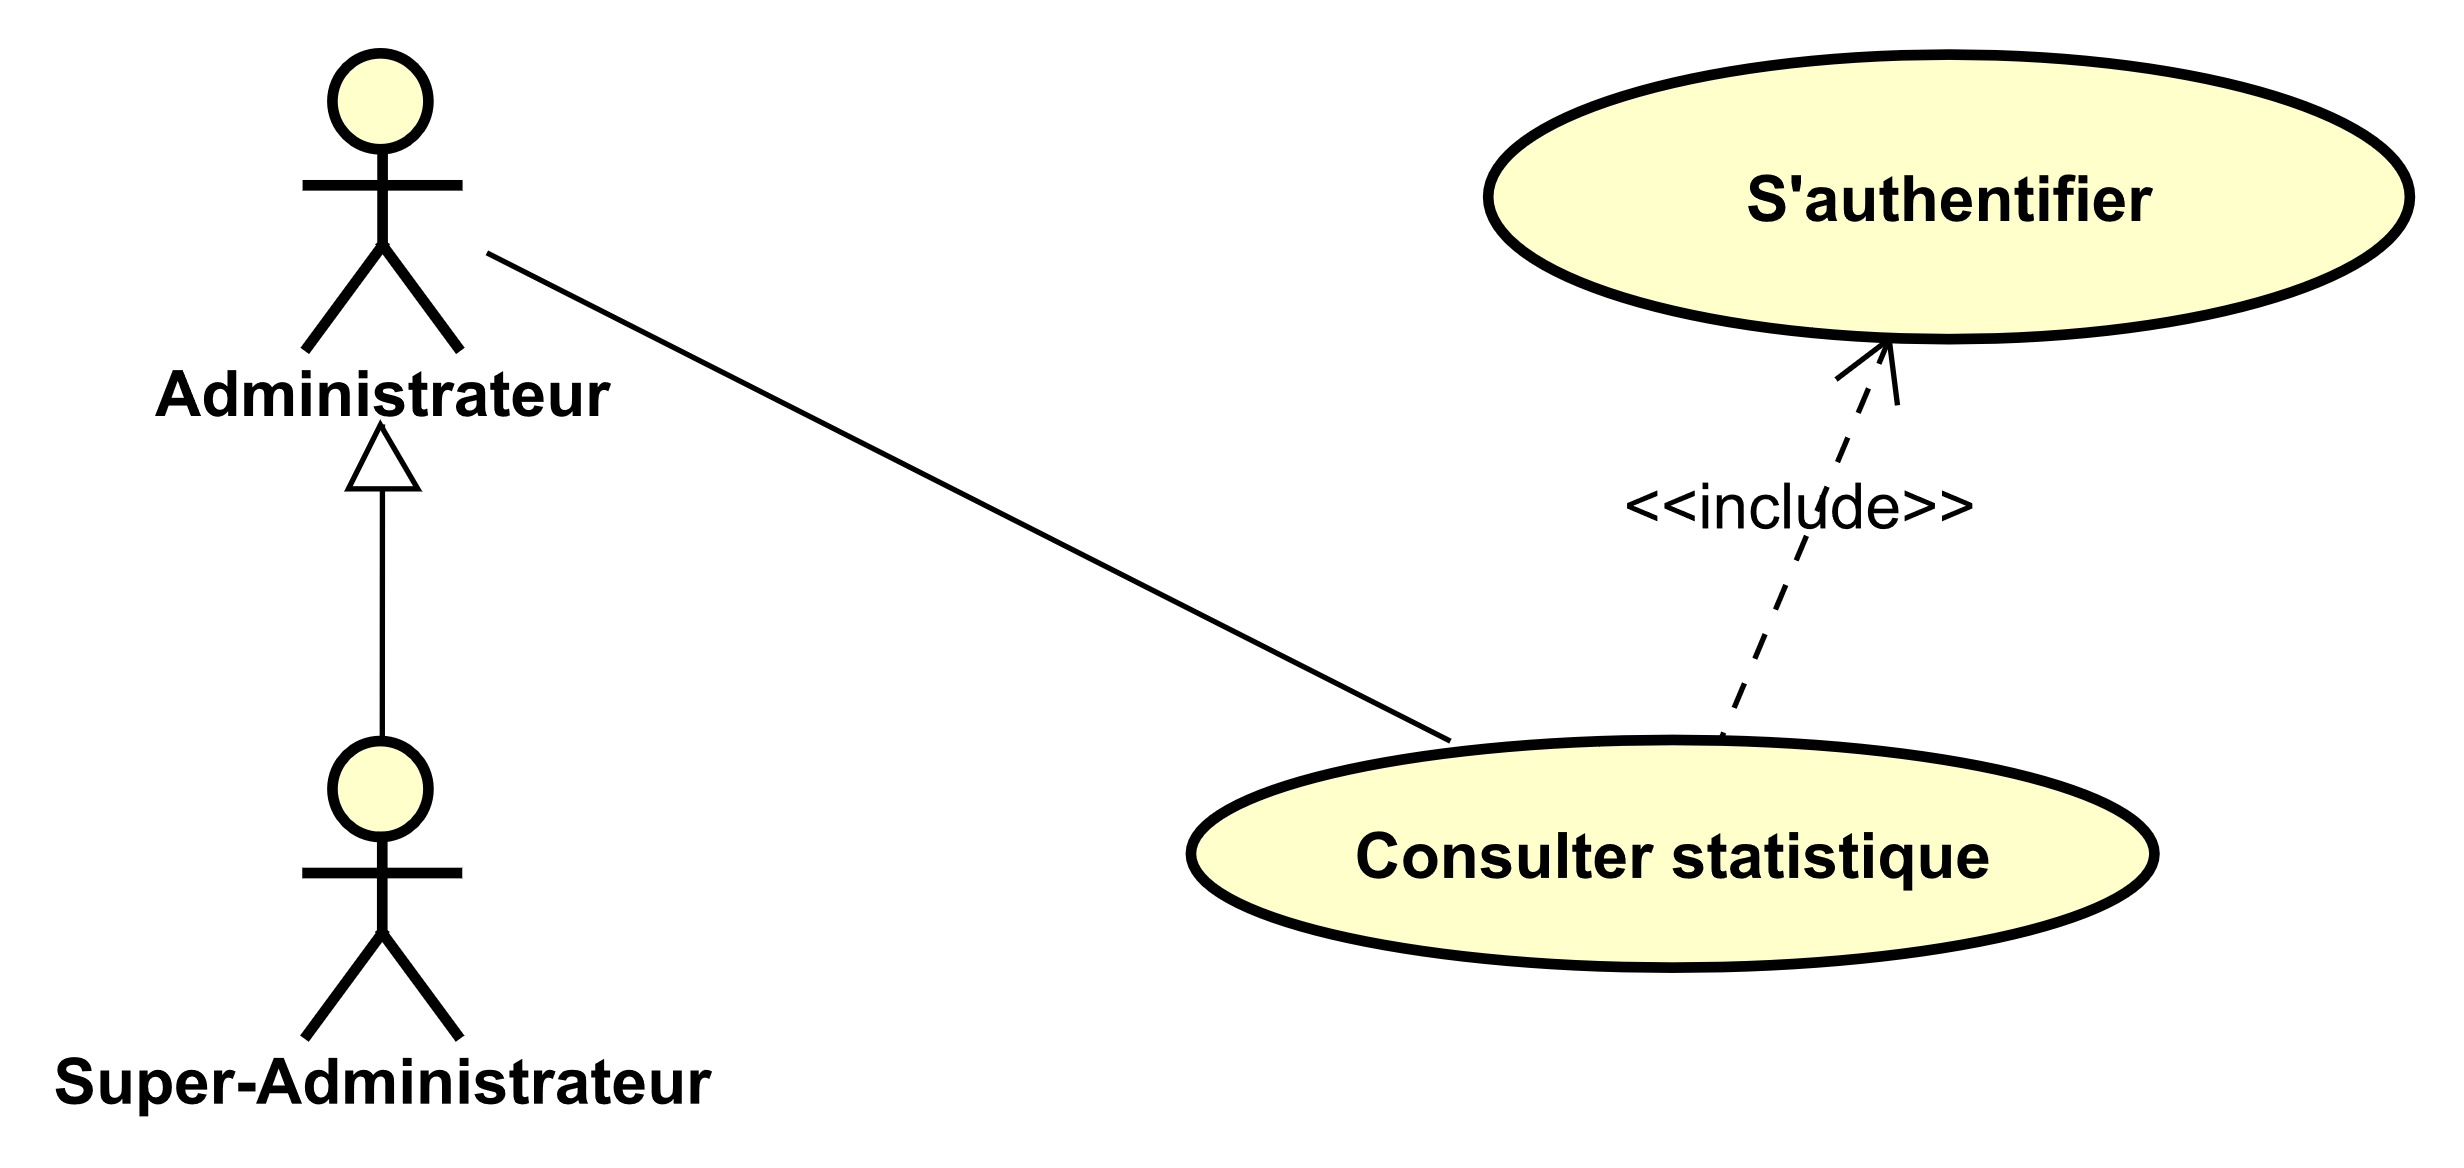 S'authentifier
Administrateur
<<include>>
Consulter statistique
Super-Administrateur